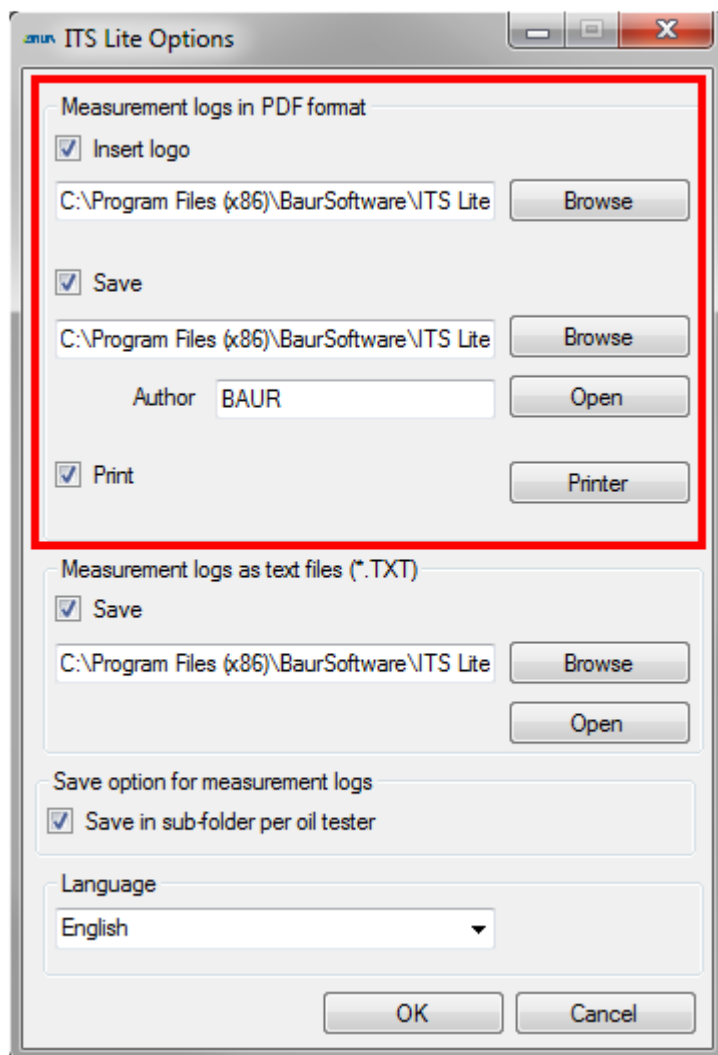 BAUR ITS Lite Options
Measurement logs in PDF format
Insert logo
C:\Program Files (x86)\BaurSoftware\ITS Lite Browse
Save
C:\Program Files (x86)\BaurSoftware\ITS Lite Browse
Author BAUR Open
Print Printer
Measurement logs as text files (*.TXT)
Save
C:\Program Files (x86)\BaurSoftware\ITS Lite Browse
Open
Save option for measurement logs
Save in sub-folder per oil tester
Language
English
OK Cancel